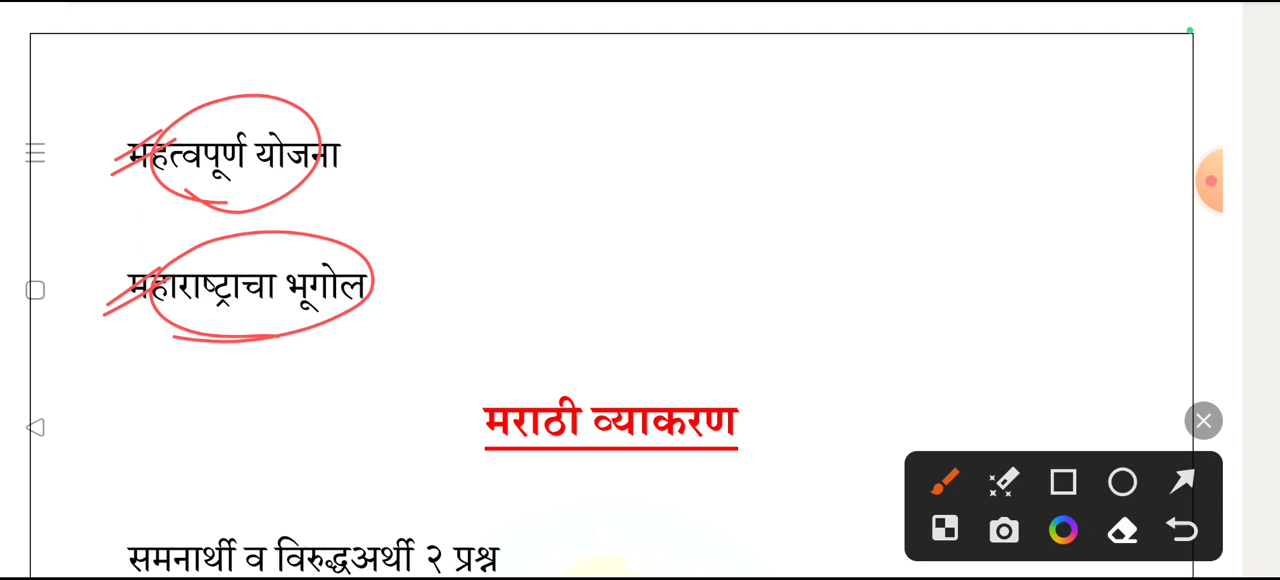 महत्वपूर्ण योजना
महाराष्ट्राचा भूगोल
मराठी व्याकरण
समनार्थी व विरुद्धअर्थी २ प्रश्न